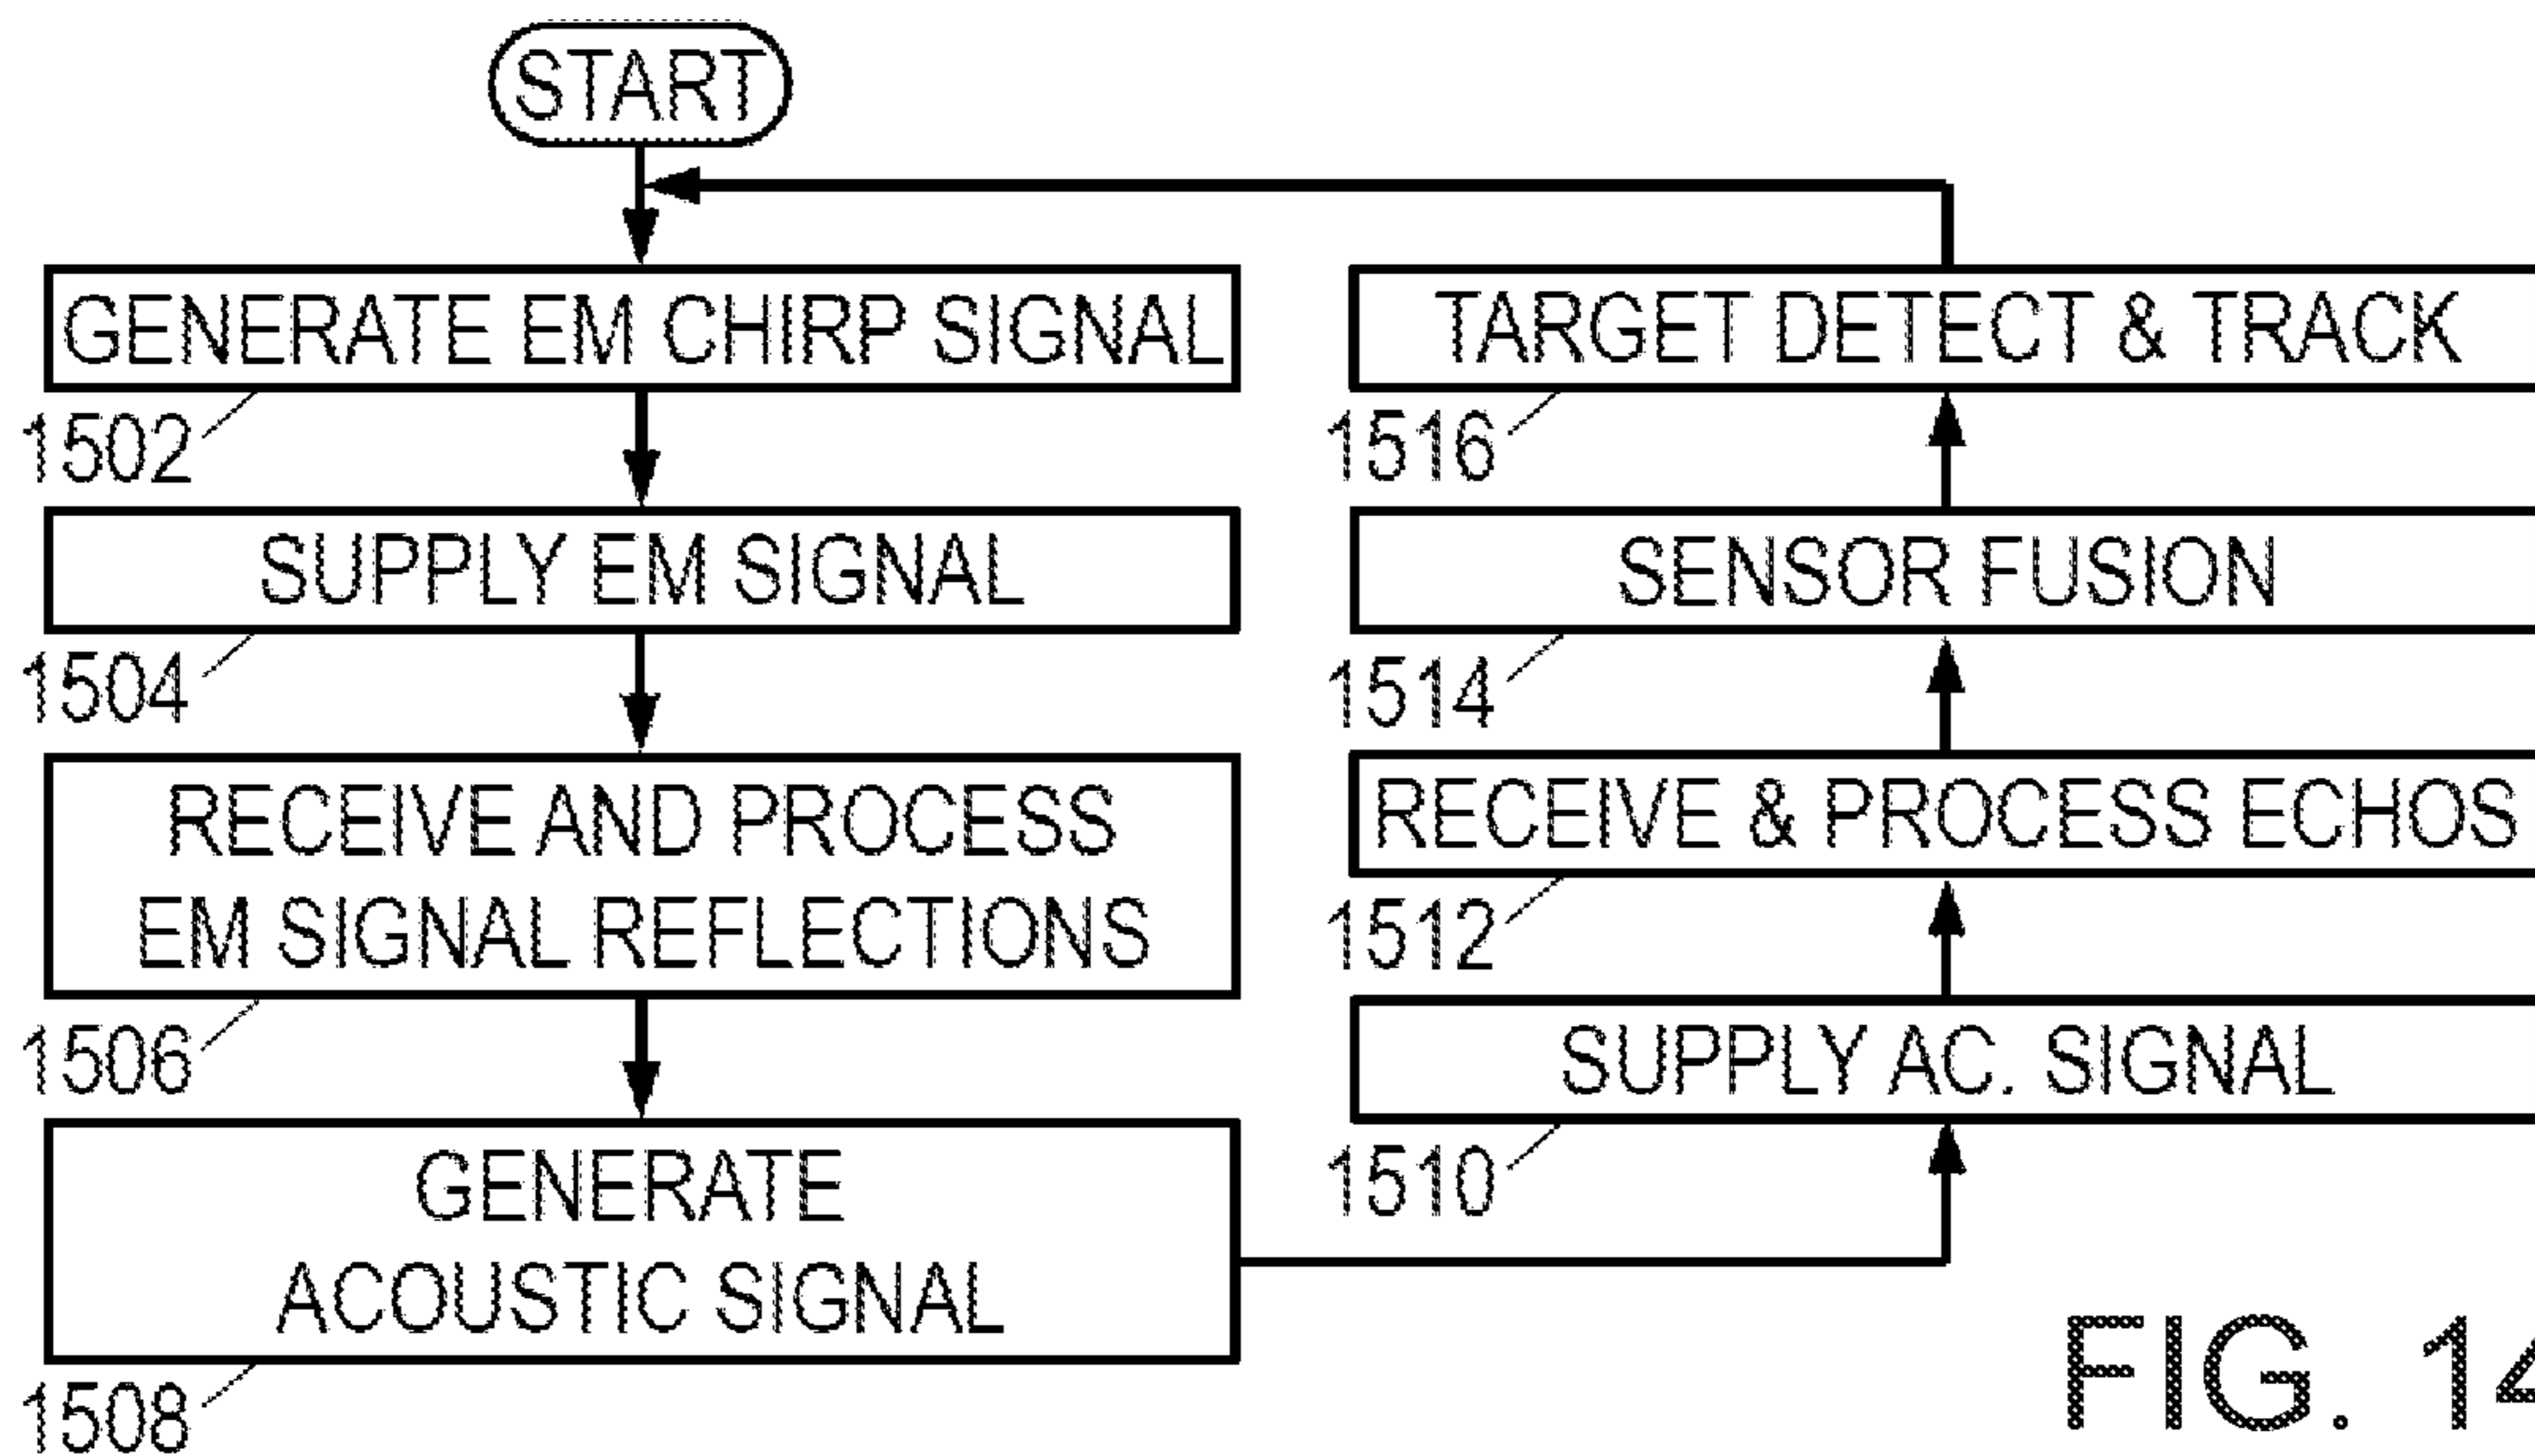 START
GENERATE EM CHIRP SIGNAL
1502
SUPPLY EM SIGNAL
1504
RECEIVE AND PROCESS
EM SIGNAL REFLECTIONS
1506
GENERATE
ACOUSTIC SIGNAL
1508
TARGET DETECT & TRACK
1516
SENSOR FUSION
1514
RECEIVE & PROCESS ECHOS
1512
SUPPLY AC. SIGNAL
1510
FIG. 14